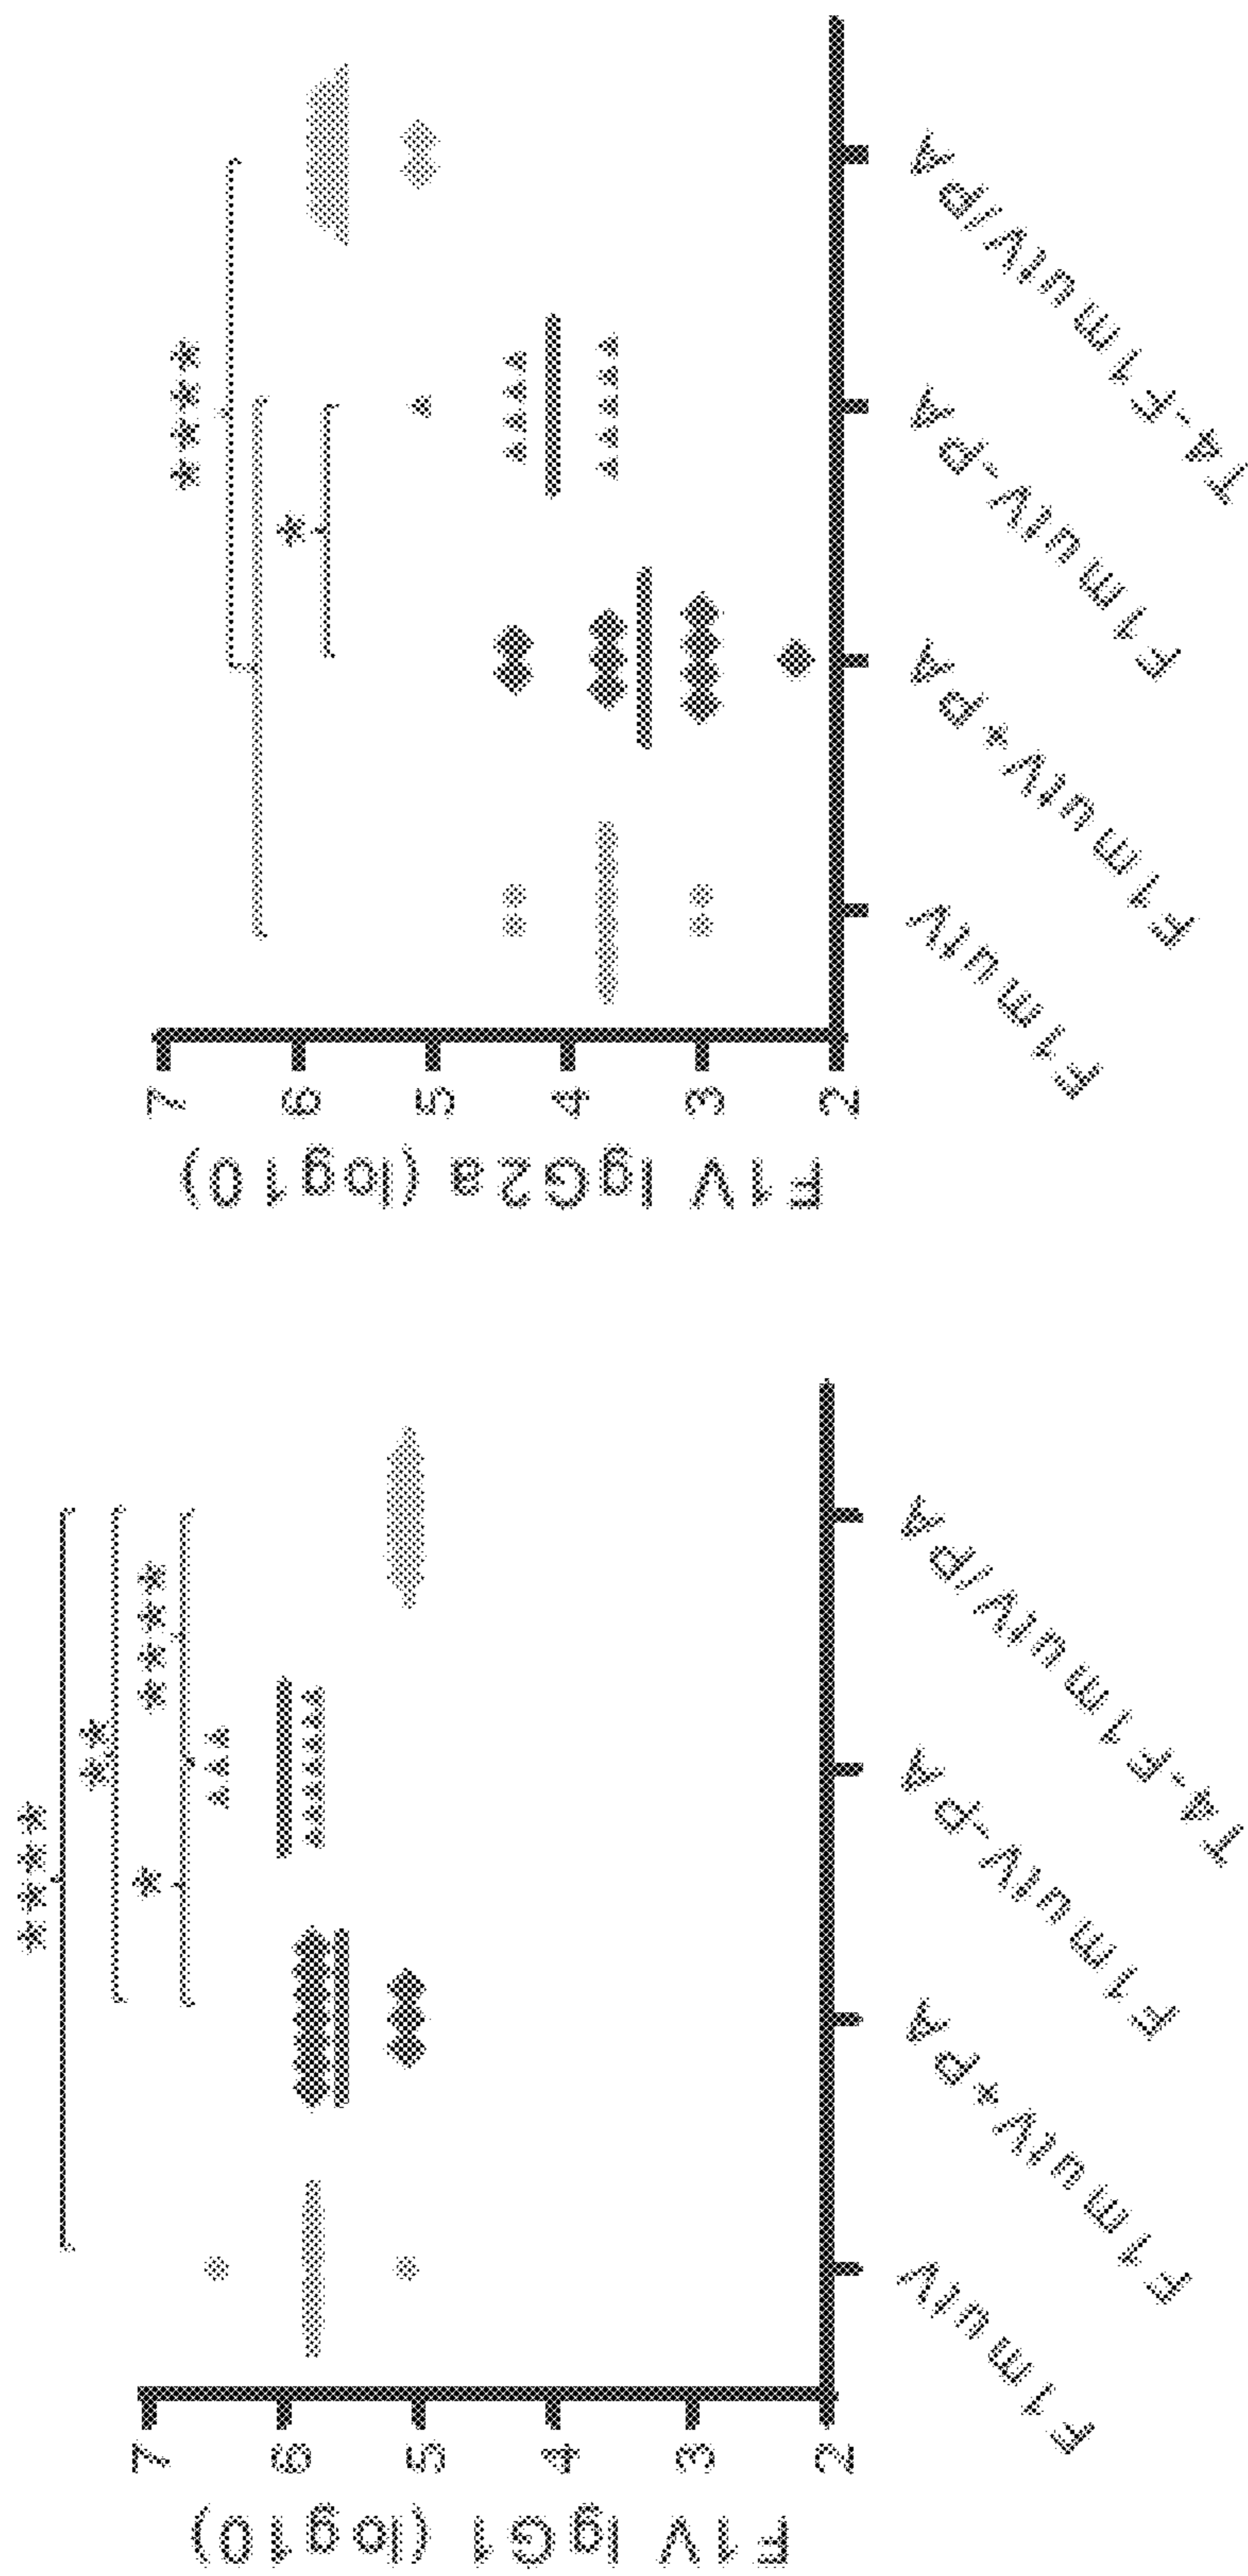 F1V IgG1 (log10)
7
6
5
4
3
2
****
**
*
****
F1mutV
F1mutV+pA
F1mutV-pA
T4-F1mutV/pA
F1V IgG2a (log10)
7
6
5
4
3
2
****
*
F1mutV
F1mutV+pA
F1mutV-pA
T4-F1mutV/pA